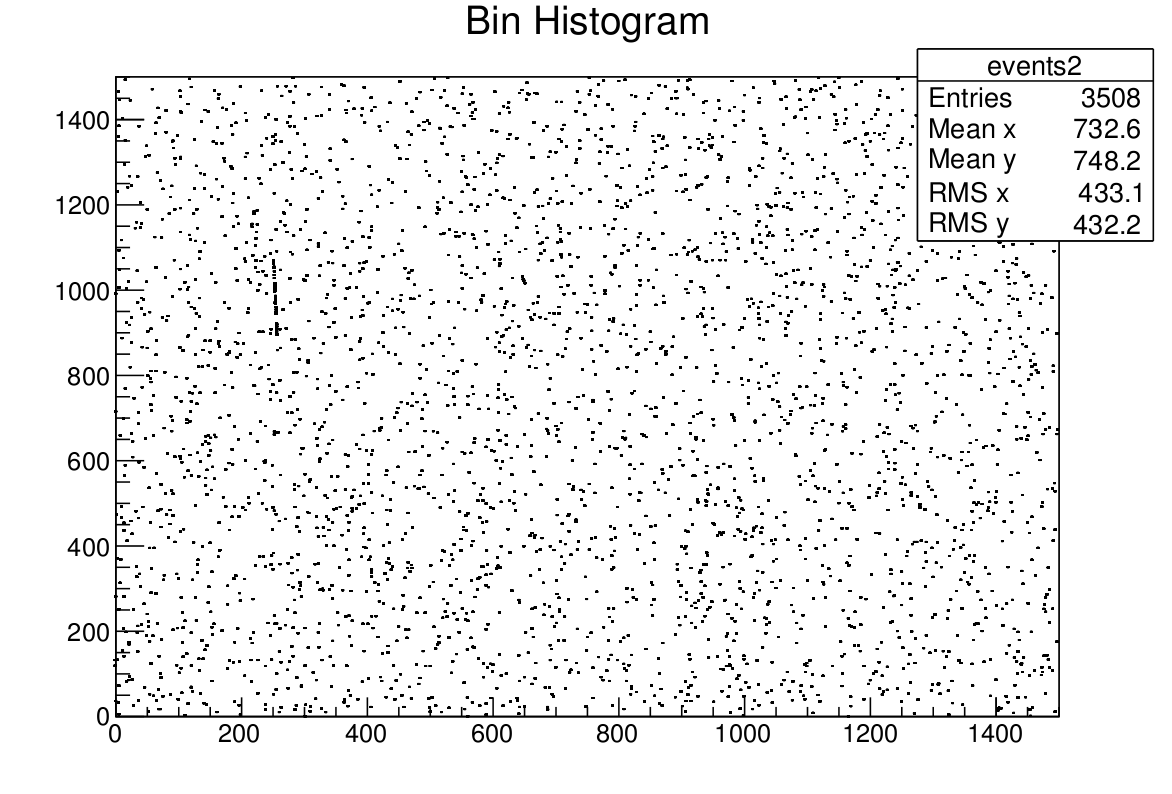 Bin Histogram
events2
Entries 3508
Mean x 732.6
Mean y 748.2
RMS x 433.1
RMS y 432.2
1400
1200
1000
800
600
400
200
0
0 200 400 600 800 1000 1200 1400